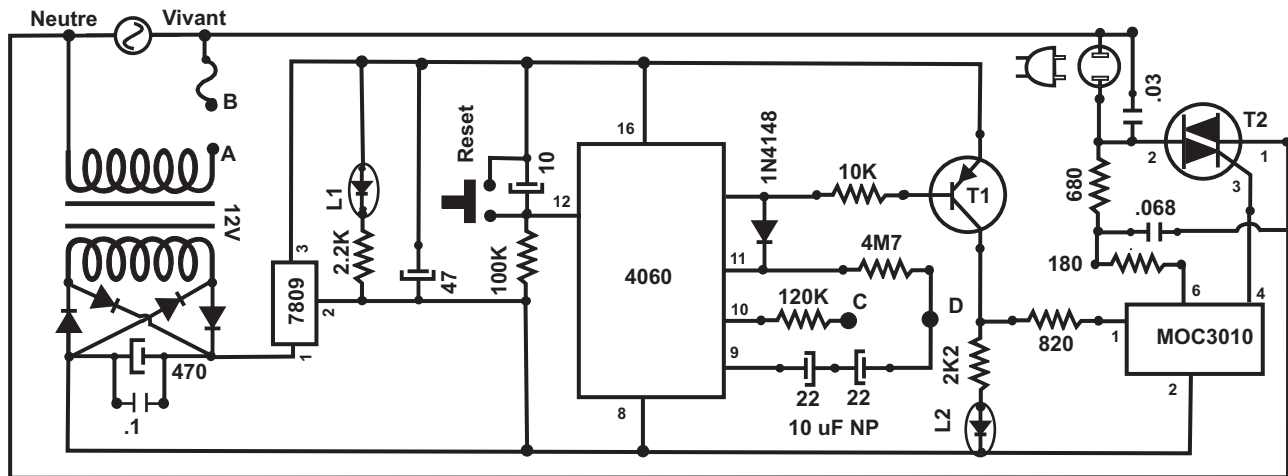 Neutre
Vivant
B
A
12V
3
7809
2
1
470
.1
L1
2.2K
47
Reset
10
12
100K
16
4060
8
11
10
9
1N4148
10K
4M7
120K
C
D
22
22
10 uF NP
T1
2K2
L2
820
1
MOC3010
2
6
4
180
680
.068
.03
T2
2
1
3